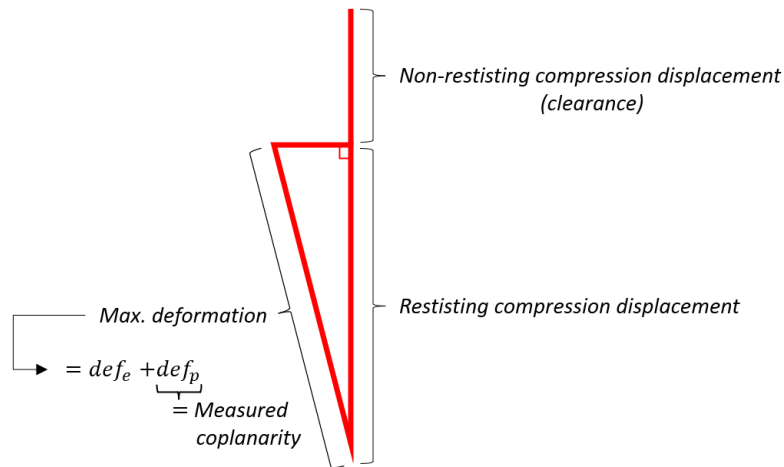 Non-restisting compression displacement
(clearance)
Restisting compression displacement
Max. deformation
= def_e + def_p
= Measured
coplanarity